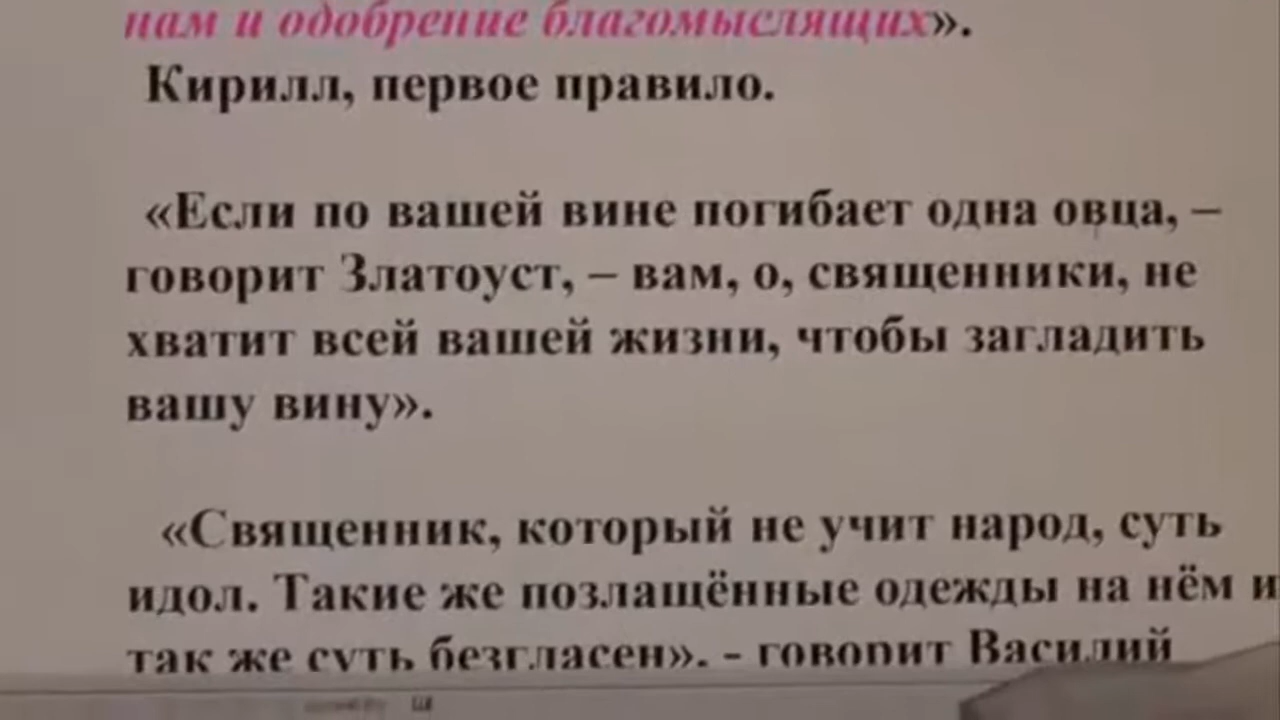 нам и одобрение благомыслящих».
Кирилл, первое правило.
«Если по вашей вине погибает одна овца, –
говорит Златоуст, – вам, о, священники, не
хватит всей вашей жизни, чтобы загладить
вашу вину».
«Священник, который не учит народ, суть
идол. Такие же позлащённые одежды на нём и
так же суть безгласен». - говорит Василий